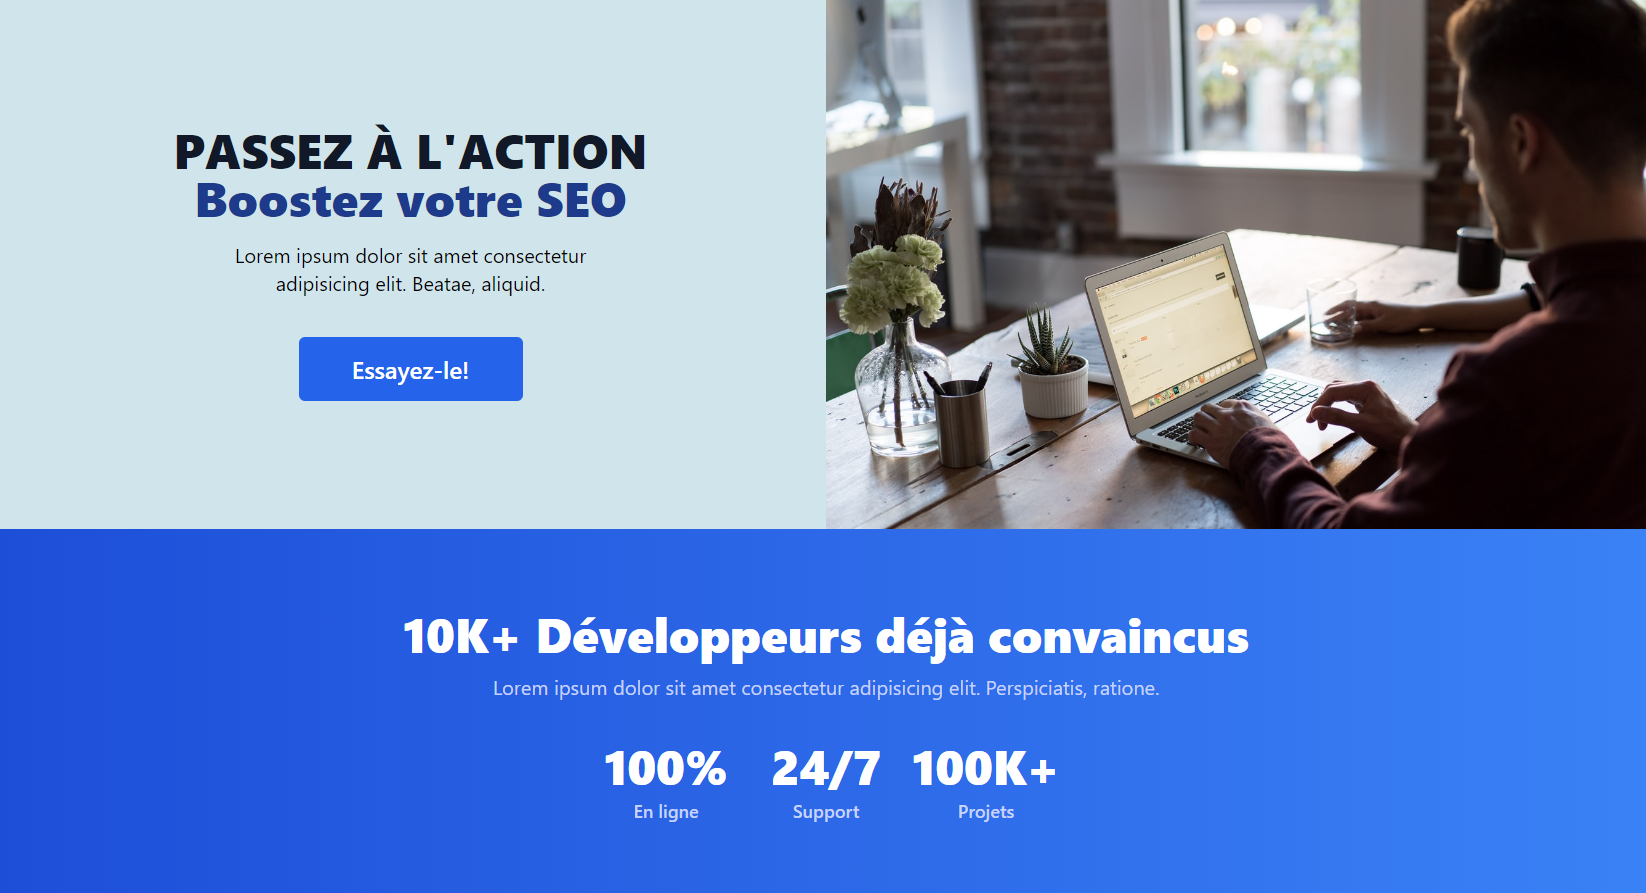 PASSEZ À L'ACTION
Boostez votre SEO
Lorem ipsum dolor sit amet consectetur
adipisicing elit. Beatae, aliquid.
Essayez-le!
10K+ Développeurs déjà convaincus
Lorem ipsum dolor sit amet consectetur adipisicing elit. Perspiciatis, ratione.
100% 24/7 100K+
En ligne Support Projets